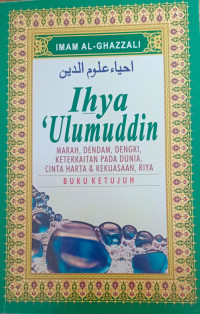 IMAM AL-GHAZZALI
احياء علوم الدين
Ihya
'Ulumuddin
MARAH, DENDAM, DENGKI,
KETERKAITAN PADA DUNIA,
CINTA HARTA & KEKUASAAN, RIYA
BUKU KETUJUH